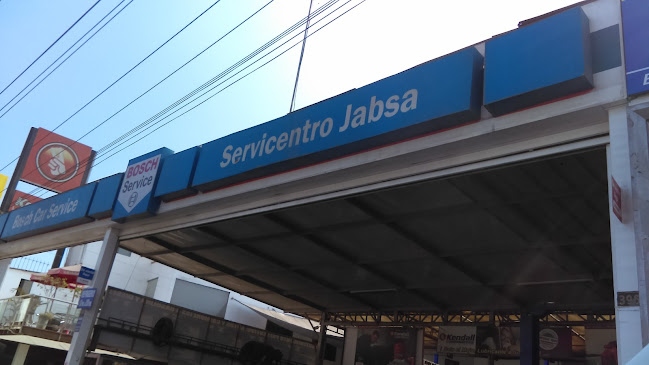 Servicentro Jabsa
BOSCH
Service
Bosch Car Service
Kendall